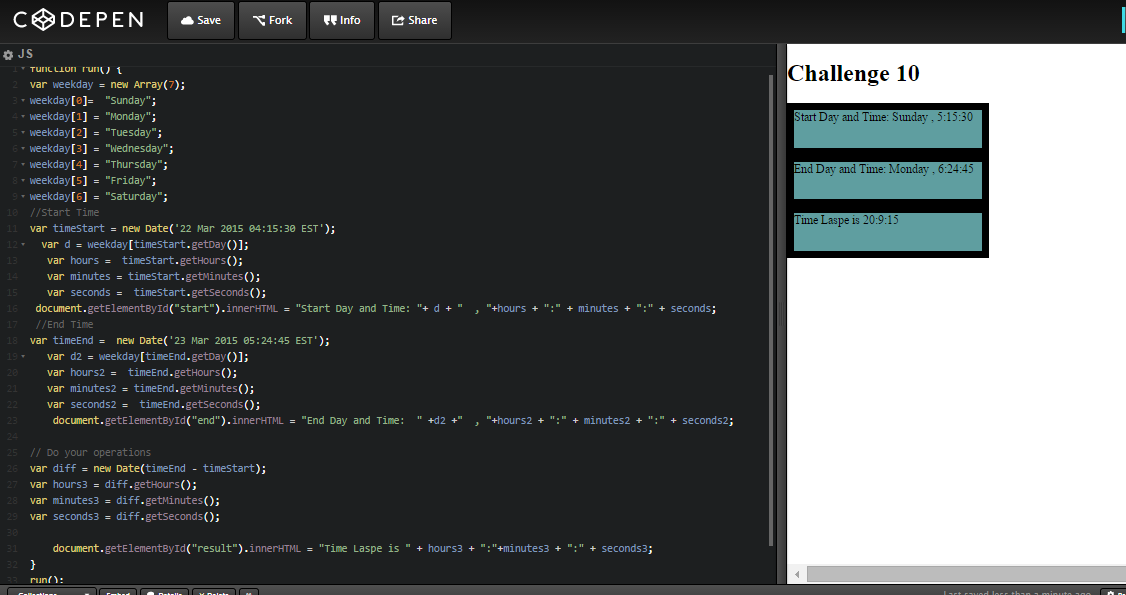 CODEPEN
Save
Fork
Info
Share
JS
1 function run() {
2 var weekday = new Array(7);
3 weekday[0]=  "Sunday";
4 weekday[1] = "Monday";
5 weekday[2] = "Tuesday";
6 weekday[3] = "Wednesday";
7 weekday[4] = "Thursday";
8 weekday[5] = "Friday";
9 weekday[6] = "Saturday";
10 //Start Time
11 var timeStart = new Date('22 Mar 2015 04:15:30 EST');
12 var d = weekday[timeStart.getDay()];
13 var hours =  timeStart.getHours();
14 var minutes = timeStart.getMinutes();
15 var seconds =  timeStart.getSeconds();
16 document.getElementById("start").innerHTML = "Start Day and Time: "+ d + "  , "+hours + ":" + minutes + ":" + seconds;
17 //End Time
18 var timeEnd =  new Date('23 Mar 2015 05:24:45 EST');
19 var d2 = weekday[timeEnd.getDay()];
20 var hours2 =  timeEnd.getHours();
21 var minutes2 = timeEnd.getMinutes();
22 var seconds2 =  timeEnd.getSeconds();
23 document.getElementById("end").innerHTML = "End Day and Time:  " +d2 +"  , "+hours2 + ":" + minutes2 + ":" + seconds2;
24
25 // Do your operations
26 var diff = new Date(timeEnd - timeStart);
27 var hours3 = diff.getHours();
28 var minutes3 = diff.getMinutes();
29 var seconds3 = diff.getSeconds();
30
31 document.getElementById("result").innerHTML = "Time Laspe is " + hours3 + ":"+minutes3 + ":" + seconds3;
32 }
33 run();
Challenge 10
Start Day and Time: Sunday , 5:15:30
End Day and Time: Monday , 6:24:45
Time Laspe is 20:9:15
Collections
Embed
Details
Delete
Last saved less than a minute ago